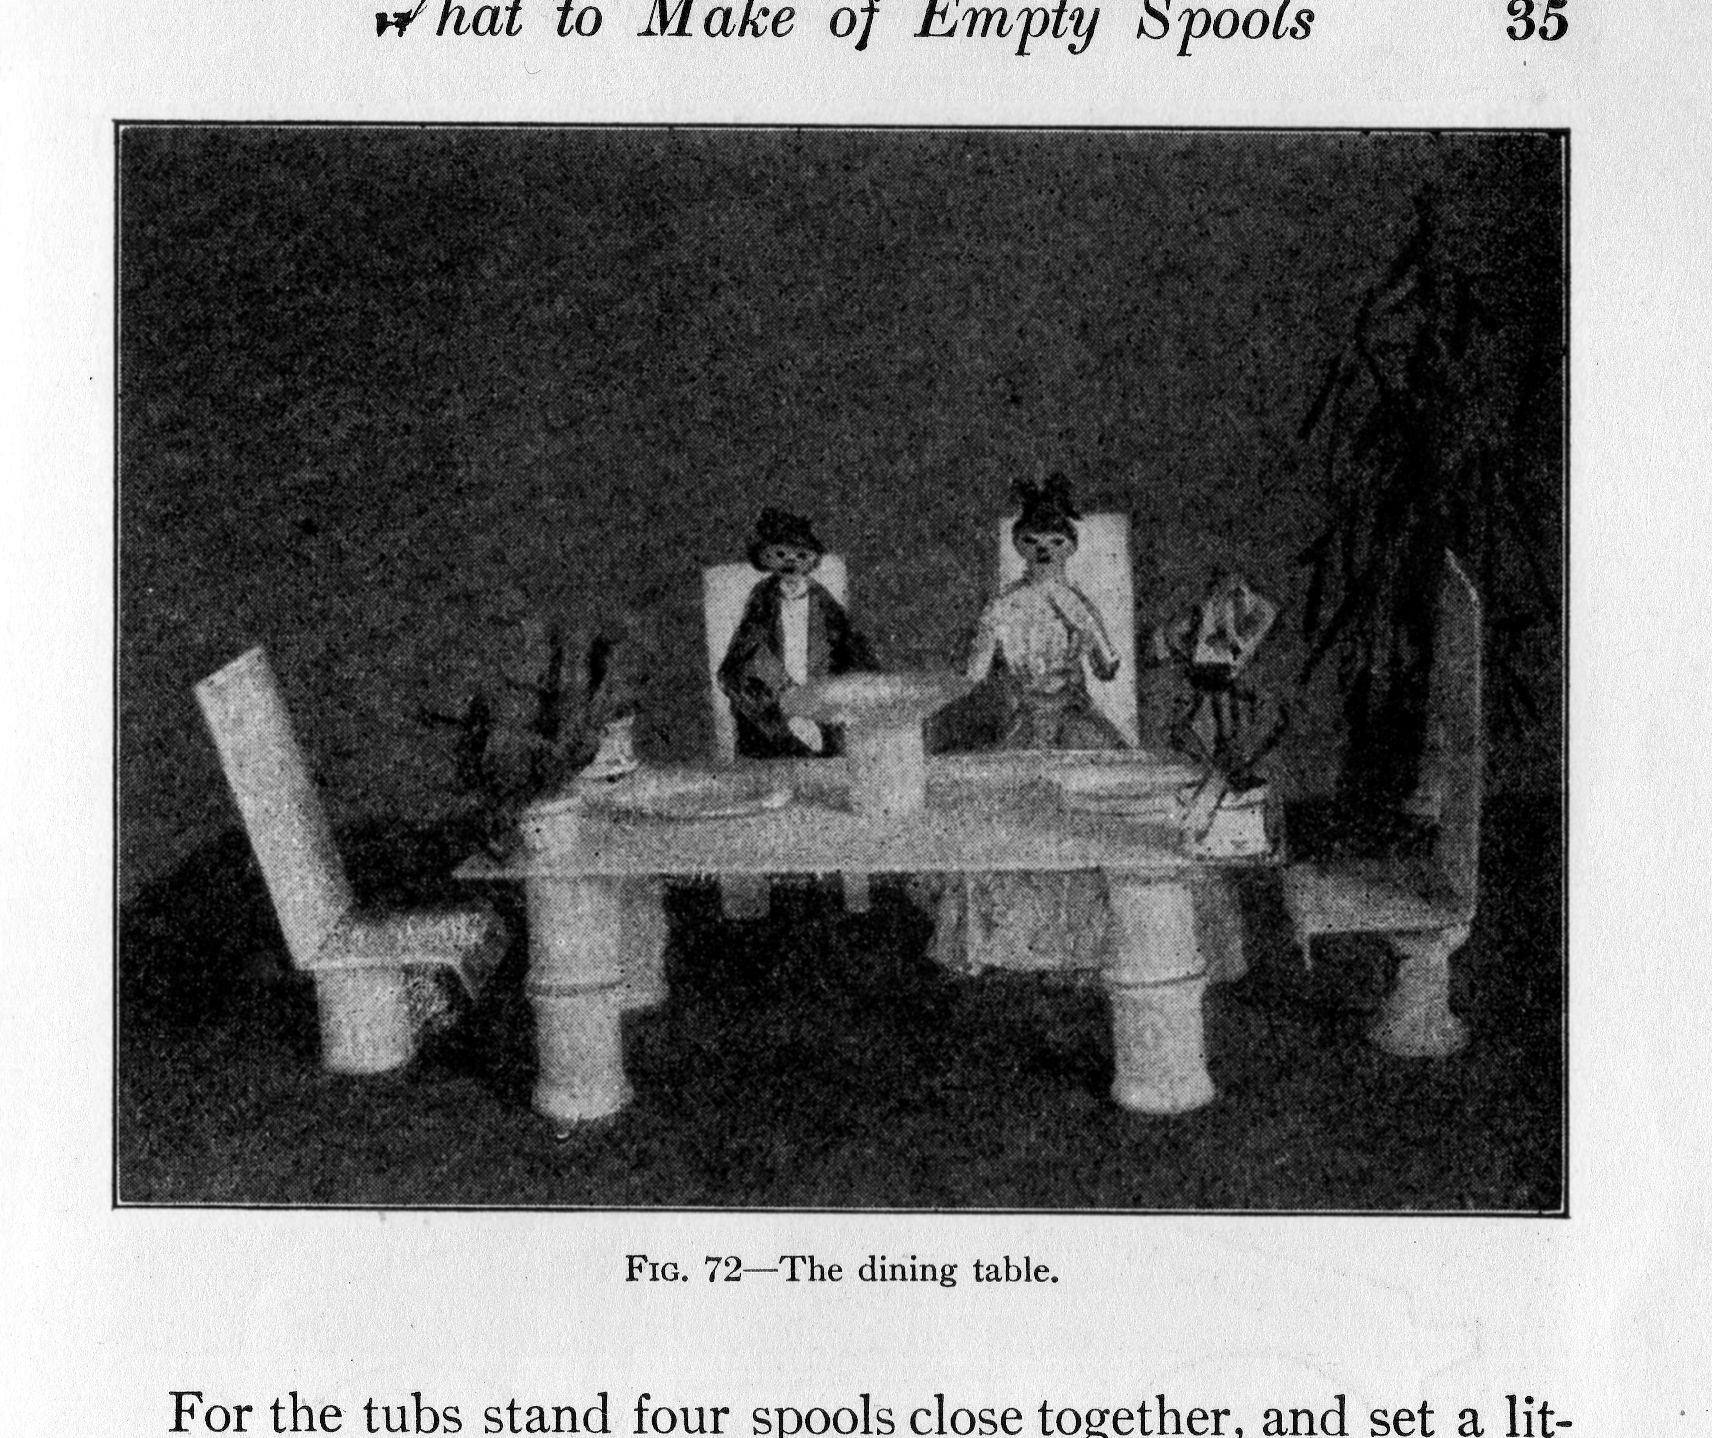 What to Make of Empty Spools 35
FIG. 72—The dining table.
For the tubs stand four spools close together, and set a lit-